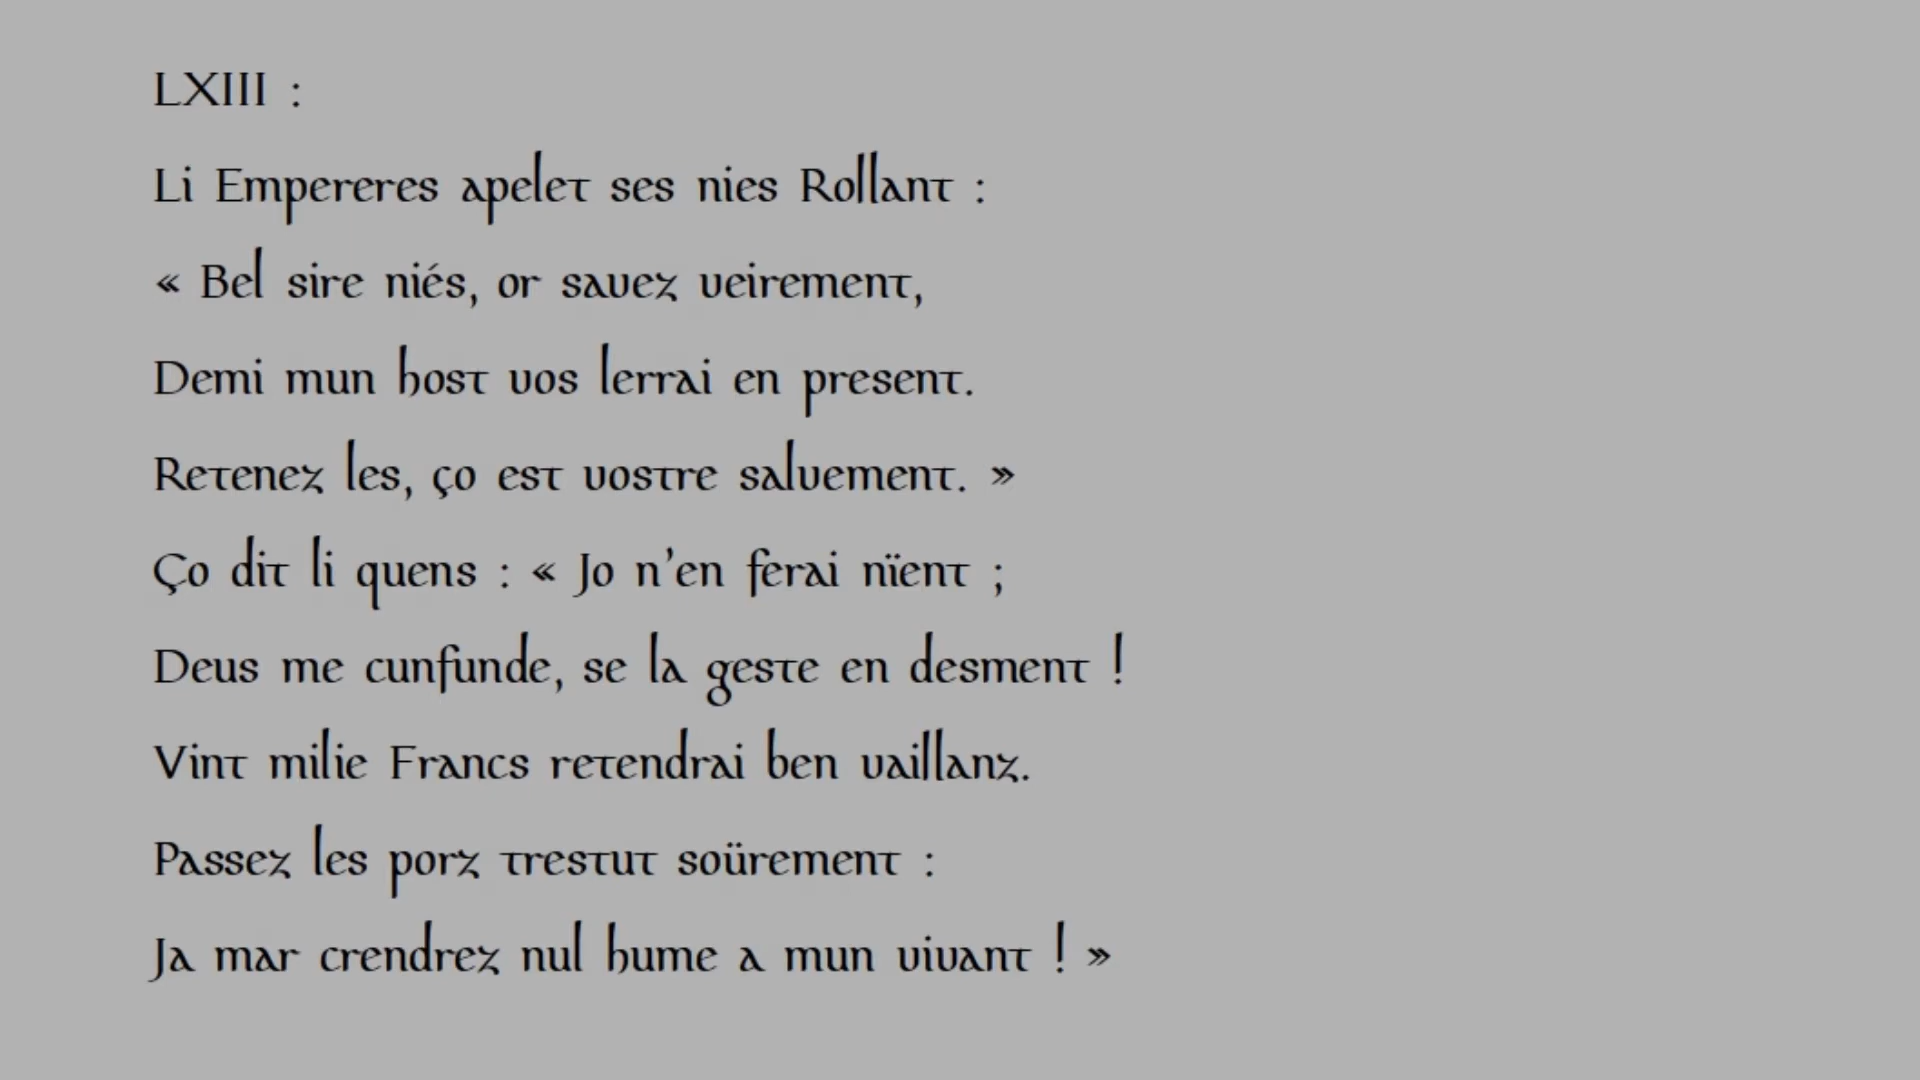 LXIII :
Li Empereres apelet ses nies Rollant :
« Bel sire niés, or savez veirement,
Demi mun host vos lerrai en present.
Retenez les, ço est vostre salvement. »
Ço dit li quens : « Jo n’en ferai nïent ;
Deus me cunfunde, se la geste en desment !
Vint milie Francs retendrai ben vaillanz.
Passez les porz trestut soürement :
Ja mar crendrez nul hume a mun vivant ! »